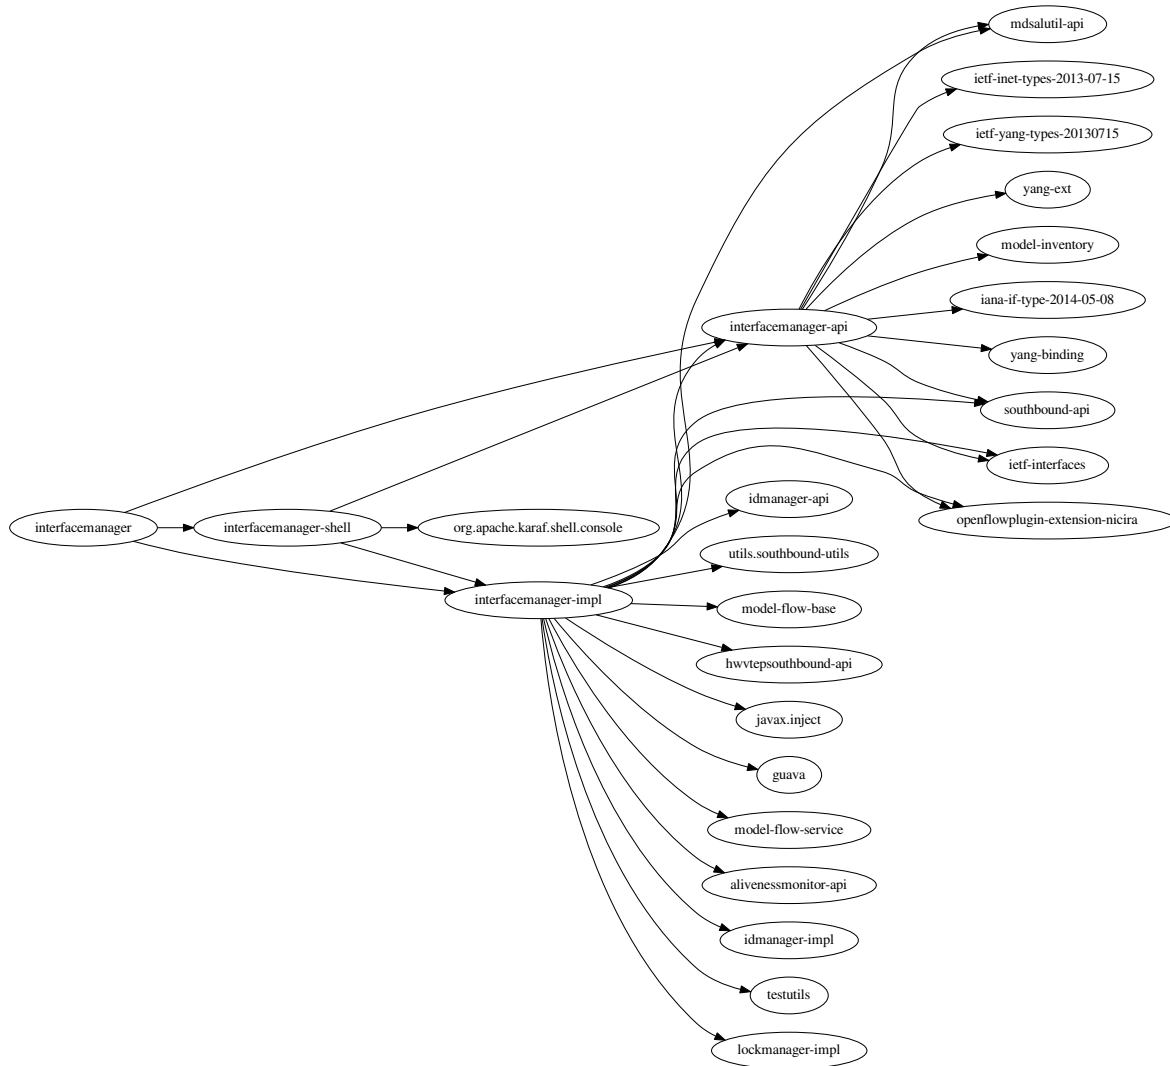 mdsalutil-api
ietf-inet-types-2013-07-15
ietf-yang-types-20130715
yang-ext
model-inventory
iana-if-type-2014-05-08
interfacemanager-api
yang-binding
southbound-api
ietf-interfaces
idmanager-api
openflowplugin-extension-nicira
interfacemanager
interfacemanager-shell
org.apache.karaf.shell.console
utils.southbound-utils
interfacemanager-impl
model-flow-base
hwvtepsouthbound-api
javax.inject
guava
model-flow-service
alivenessmonitor-api
idmanager-impl
testutils
lockmanager-impl